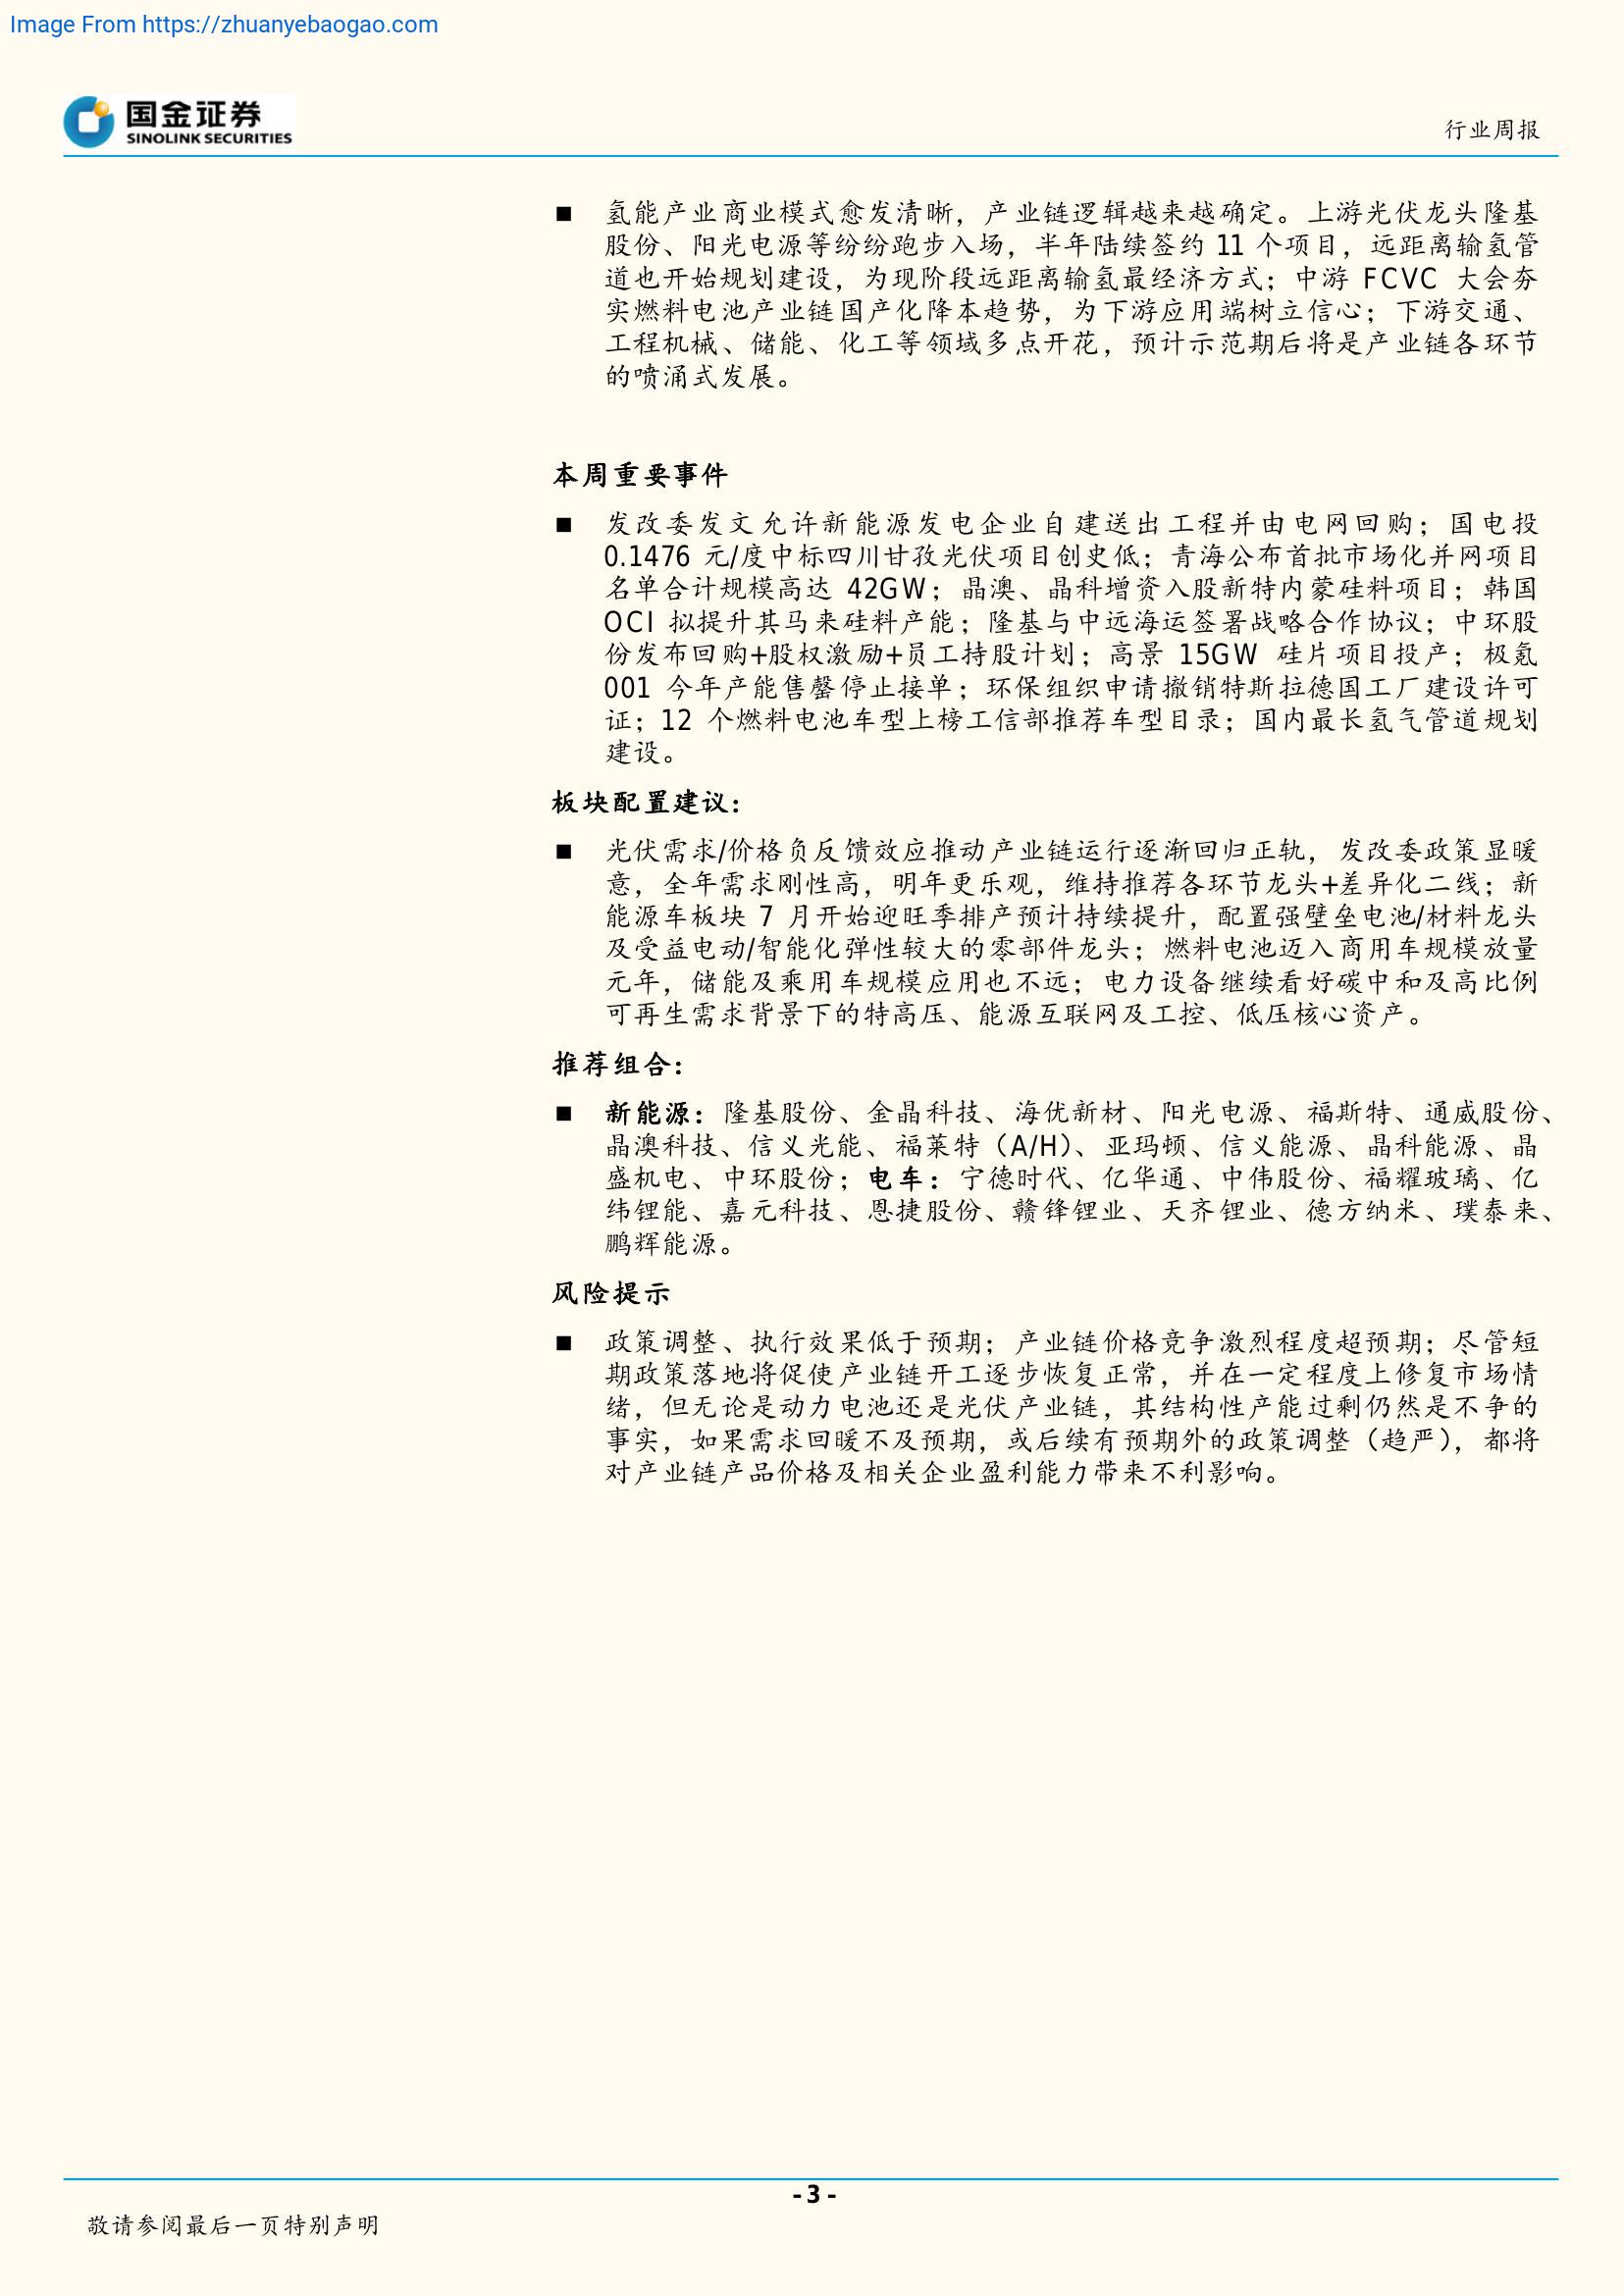 Image From https://zhuanyebaogao.com
国金证券
SINOLINK SECURITIES
行业周报
■ 氢能产业商业模式愈发清晰，产业链逻辑越来越确定。上游光伏龙头隆基
股份、阳光电源等纷纷跑步入场，半年陆续签约 11 个项目，远距离输氢管
道也开始规划建设，为现阶段远距离输氢最经济方式；中游 FCVC 大会夯
实燃料电池产业链国产化降本趋势，为下游应用端树立信心；下游交通、
工程机械、储能、化工等领域多点开花，预计示范期后将是产业链各环节
的喷涌式发展。
本周重要事件
■ 发改委发文允许新能源发电企业自建送出工程并由电网回购；国电投
0.1476 元/度中标四川甘孜光伏项目创史低；青海公布首批市场化并网项目
名单合计规模高达 42GW；晶澳、晶科增资入股新特内蒙硅料项目；韩国
OCI 拟提升其马来硅料产能；隆基与中远海运签署战略合作协议；中环股
份发布回购+股权激励+员工持股计划；高景 15GW 硅片项目投产；极氪
001 今年产能售罄停止接单；环保组织申请撤销特斯拉德国工厂建设许可
证；12 个燃料电池车型上榜工信部推荐车型目录；国内最长氢气管道规划
建设。
板块配置建议：
■ 光伏需求/价格负反馈效应推动产业链运行逐渐回归正轨，发改委政策显暖
意，全年需求刚性高，明年更乐观，维持推荐各环节龙头+差异化二线；新
能源车板块 7 月开始迎旺季排产预计持续提升，配置强壁垒电池/材料龙头
及受益电动/智能化弹性较大的零部件龙头；燃料电池迈入商用车规模放量
元年，储能及乘用车规模应用也不远；电力设备继续看好碳中和及高比例
可再生需求背景下的特高压、能源互联网及工控、低压核心资产。
推荐组合：
■ 新能源：隆基股份、金晶科技、海优新材、阳光电源、福斯特、通威股份、
晶澳科技、信义光能、福莱特（A/H）、亚玛顿、信义能源、晶科能源、晶
盛机电、中环股份；电车：宁德时代、亿华通、中伟股份、福耀玻璃、亿
纬锂能、嘉元科技、恩捷股份、赣锋锂业、天齐锂业、德方纳米、璞泰来、
鹏辉能源。
风险提示
■ 政策调整、执行效果低于预期；产业链价格竞争激烈程度超预期；尽管短
期政策落地将促使产业链开工逐步恢复正常，并在一定程度上修复市场情
绪，但无论是动力电池还是光伏产业链，其结构性产能过剩仍然是不争的
事实，如果需求回暖不及预期，或后续有预期外的政策调整（趋严），都将
对产业链产品价格及相关企业盈利能力带来不利影响。
- 3 -
敬请参阅最后一页特别声明